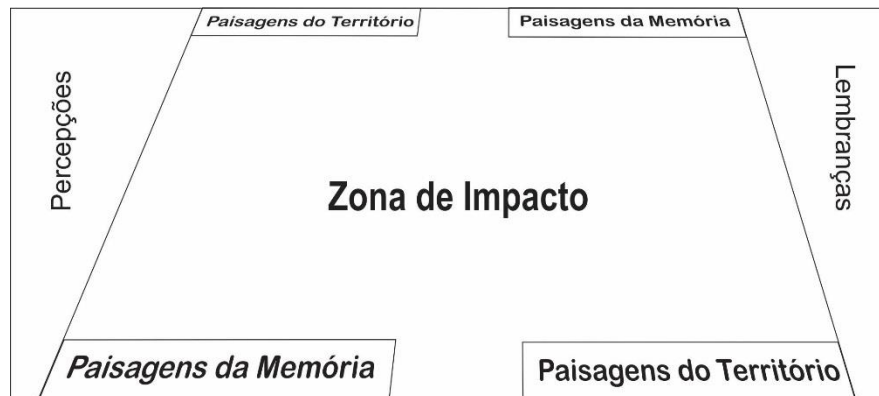 Paisagens do Território
Paisagens da Memória
Percepções
Lembranças
Zona de Impacto
Paisagens da Memória
Paisagens do Território